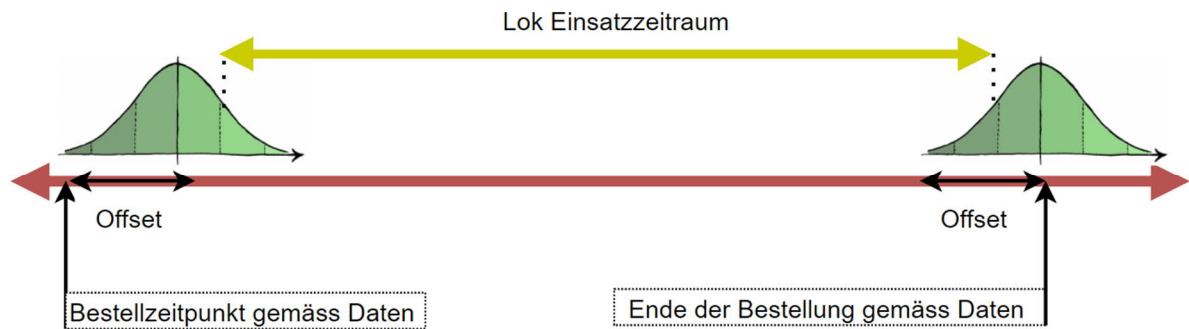 Lok Einsatzzeitraum
Offset
Offset
Bestellzeitpunkt gemäss Daten
Ende der Bestellung gemäss Daten